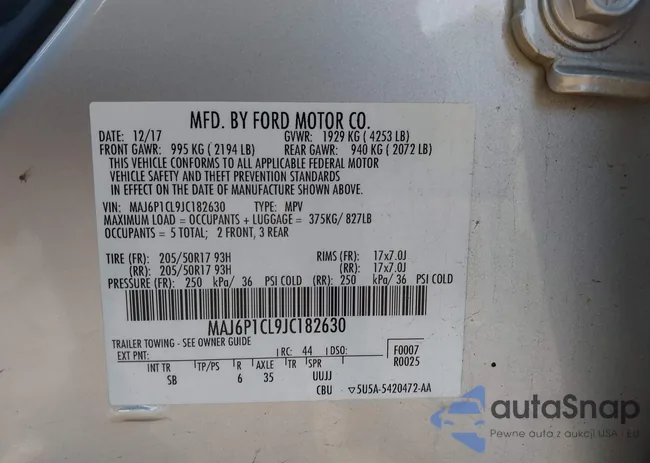 MFD. BY FORD MOTOR CO.
DATE: 12/17 GVWR: 1929 KG ( 4253 LB)
FRONT GAWR: 995 KG ( 2194 LB) REAR GAWR: 940 KG ( 2072 LB)
THIS VEHICLE CONFORMS TO ALL APPLICABLE FEDERAL MOTOR
VEHICLE SAFETY AND THEFT PREVENTION STANDARDS
IN EFFECT ON THE DATE OF MANUFACTURE SHOWN ABOVE.
VIN: MAJ6P1CL9JC182630 TYPE: MPV
MAXIMUM LOAD = OCCUPANTS + LUGGAGE = 375KG/ 827LB
OCCUPANTS = 5 TOTAL; 2 FRONT, 3 REAR
TIRE (FR): 205/50R17 93H RIMS (FR): 17x7.0J
(RR): 205/50R17 93H (RR): 17x7.0J
PRESSURE (FR): 250 kPa/ 36 PSI COLD (RR): 250 kPa/ 36 PSI COLD
MAJ6P1CL9JC182630
TRAILER TOWING - SEE OWNER GUIDE
EXT PNT: RC: 44 DSO: F0007
R0025
INT TR TP/PS R AXLE TR SPR
SB 6 35 UUJJ
CBU ▽5U5A-5420472-AA
autaSnap
Pewne auta z aukcji USA - EU